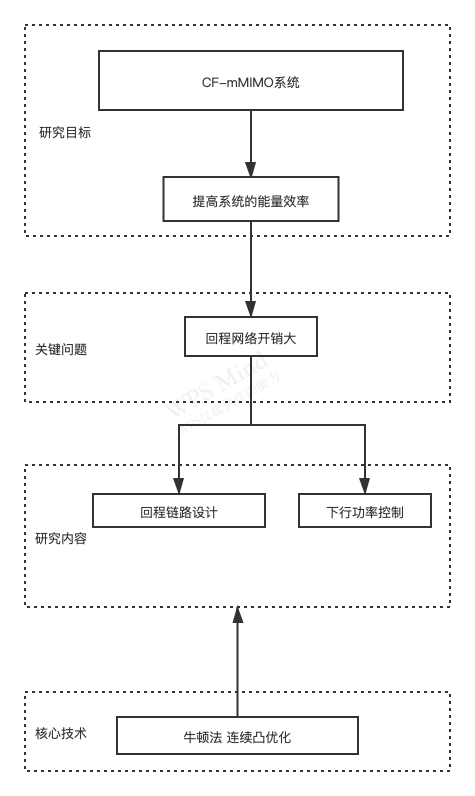 CF-mMIMO系统
研究目标
提高系统的能量效率
回程网络开销大
关键问题
WPS Mind
回程链路设计
下行功率控制
研究内容
核心技术
牛顿法 连续凸优化